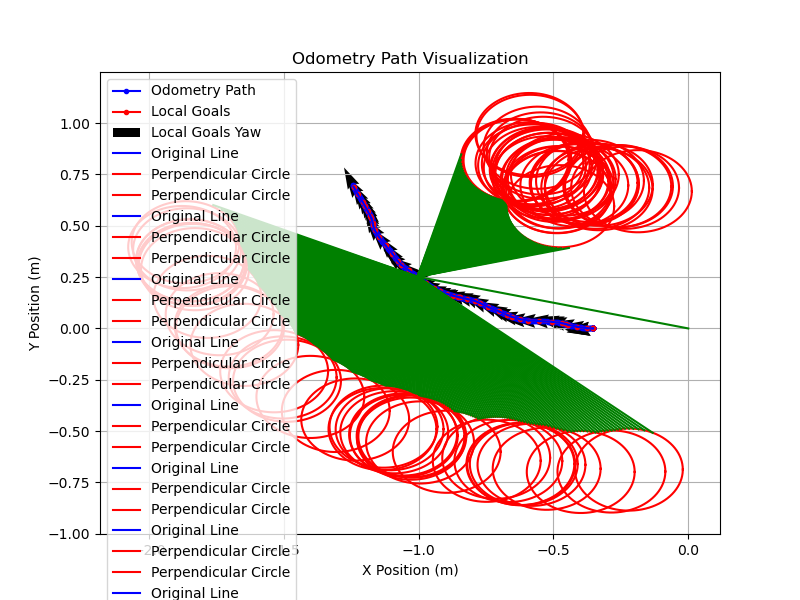 Odometry Path Visualization
Y Position (m)
1.00
0.75
0.50
0.25
0.00
−0.25
−0.50
−0.75
−1.00
Odometry Path
Local Goals
Local Goals Yaw
Original Line
Perpendicular Circle
Perpendicular Circle
Original Line
Perpendicular Circle
Perpendicular Circle
Original Line
Perpendicular Circle
Perpendicular Circle
Original Line
Perpendicular Circle
Perpendicular Circle
Original Line
Perpendicular Circle
Perpendicular Circle
Original Line
Perpendicular Circle
Perpendicular Circle
Original Line
Perpendicular Circle
Perpendicular Circle
Original Line
−1.0
−0.5
0.0
X Position (m)